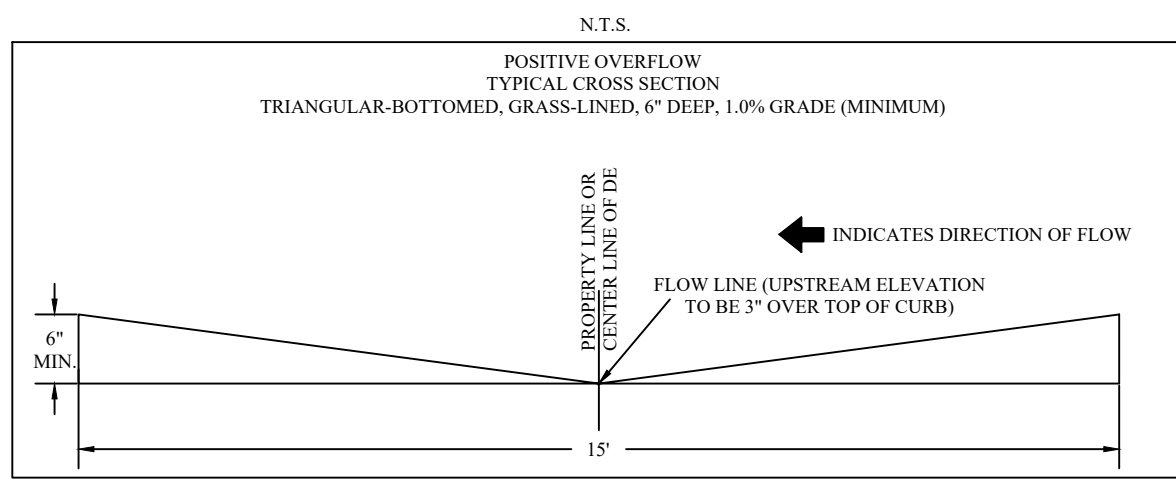 N.T.S.
POSITIVE OVERFLOW
TYPICAL CROSS SECTION
TRIANGULAR-BOTTOMED, GRASS-LINED, 6" DEEP, 1.0% GRADE (MINIMUM)
PROPERTY LINE OR
CENTER LINE OF DE
INDICATES DIRECTION OF FLOW
FLOW LINE (UPSTREAM ELEVATION
TO BE 3" OVER TOP OF CURB)
6"
MIN.
15'